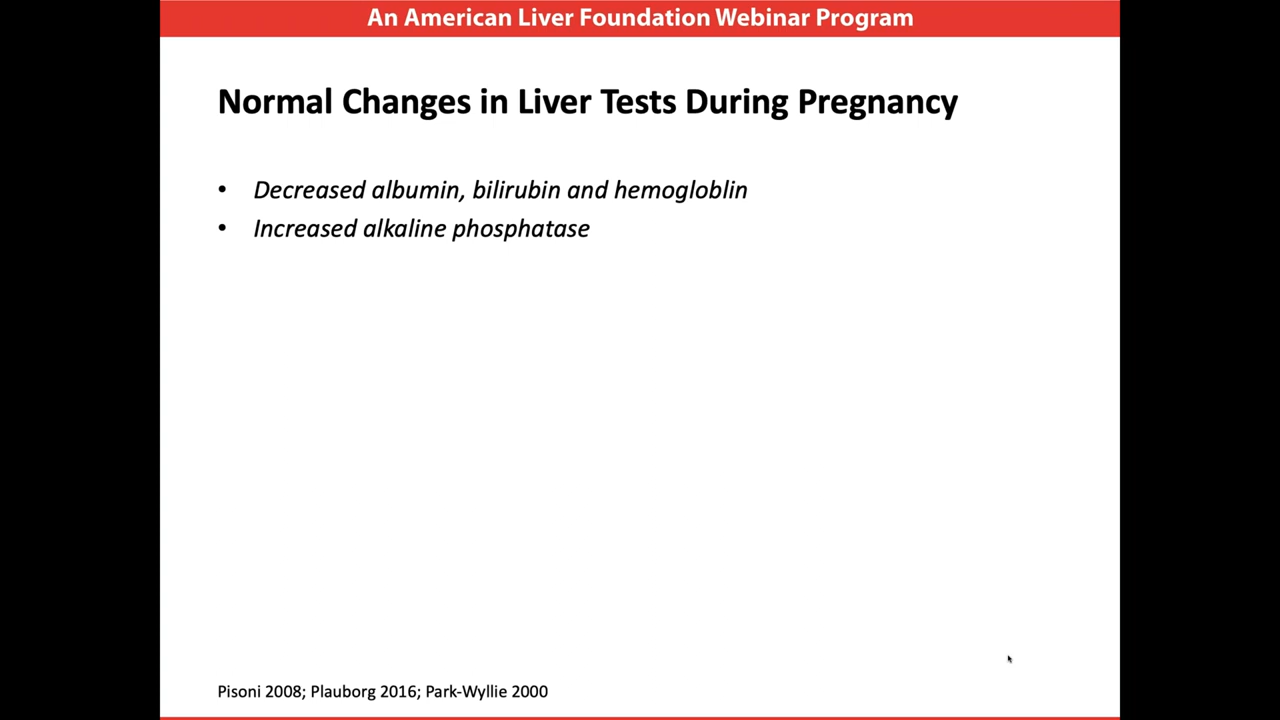 An American Liver Foundation Webinar Program
Normal Changes in Liver Tests During Pregnancy
• Decreased albumin, bilirubin and hemogloblin
• Increased alkaline phosphatase
Pisoni 2008; Plauborg 2016; Park-Wyllie 2000